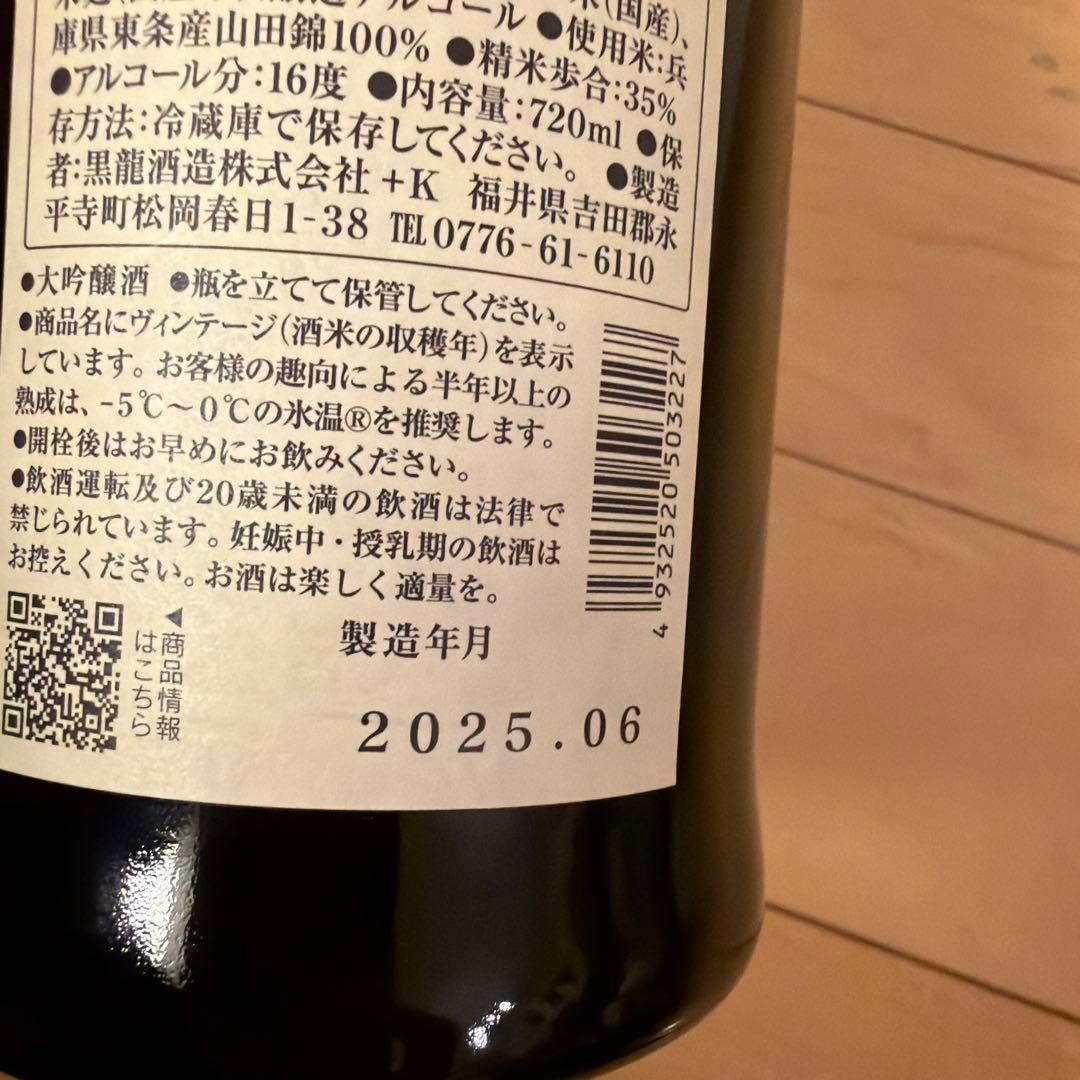 アルコール ●使用米:兵
庫県東条産山田錦100% ●精米歩合:35%
●アルコール分:16度 ●内容量:720ml ●保
存方法:冷蔵庫で保存してください。 ●製造
者:黒龍酒造株式会社 +K 福井県吉田郡永
平寺町松岡春日1-38 TEL0776-61-6110
●大吟醸酒 ●瓶を立てて保管してください。
●商品名にヴィンテージ(酒米の収穫年)を表示
しています。お客様の趣向による半年以上の
熟成は、-5℃~0℃の氷温®を推奨します。
●開栓後はお早めにお飲みください。
●飲酒運転及び20歳未満の飲酒は法律で
禁じられています。妊娠中・授乳期の飲酒は
お控えください。お酒は楽しく適量を。
◀商品情報
はこちら
製造年月
2025.06
4 932520 503227